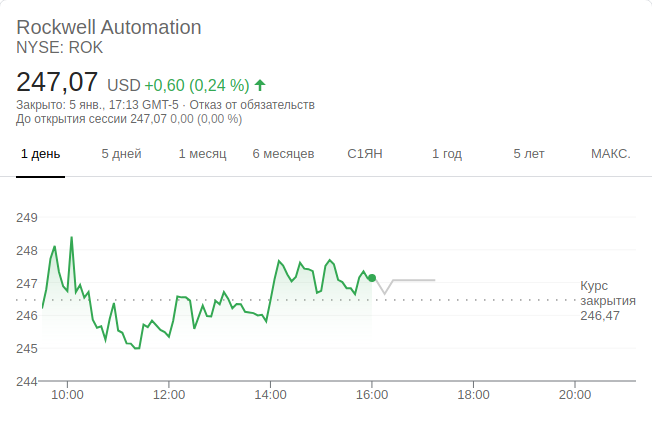 Rockwell Automation
NYSE: ROK
247,07 USD +0,60 (0,24 %)
Закрыто: 5 янв., 17:13 GMT-5 · Отказ от обязательств
До открытия сессии 247,07 0,00 (0,00 %)
1 день 5 дней 1 месяц 6 месяцев С1ЯН 1 год 5 лет МАКС.
249
248
247
246
245
244
Курс
закрытия
246,47
10:00 12:00 14:00 16:00 18:00 20:00